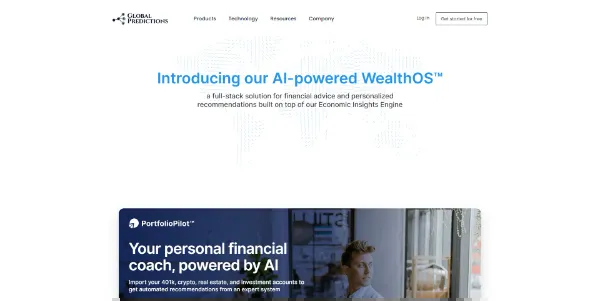 GLOBAL
PREDICTIONS
Products
Technology
Resources
Company
Log in
Get started for free
Introducing our AI-powered WealthOS™
a full-stack solution for financial advice and personalized
recommendations built on top of our Economic Insights Engine
PortfolioPilot™
Your personal financial
coach, powered by AI
Import your 401k, crypto, real estate, and investment accounts to
get automated recommendations from an expert system